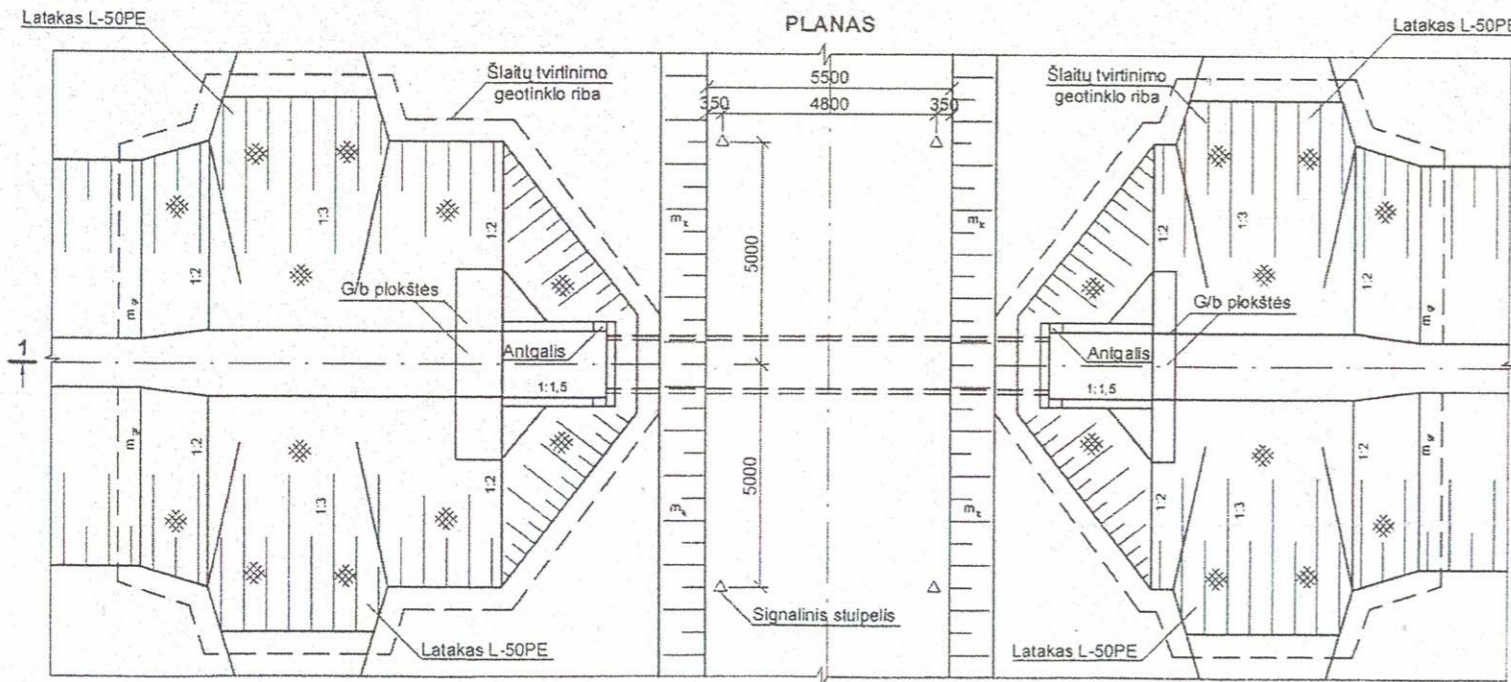 PLANAS
Latakas L-50PE
Latakas L-50PE
Šlaitų tvirtinimo
geotinklo riba
5500
350 4800 350
Šlaitų tvirtinimo
geotinklo riba
1:3
1:2
1:2
5000
1:2
1:3
1:2
G/b plokštės
G/b plokštės
1
Antgalis
1:1,5
Antgalis
1:1,5
1:2
1:3
1:2
5000
1:2
1:3
1:2
Signalinis stulpelis
Latakas L-50PE
Latakas L-50PE